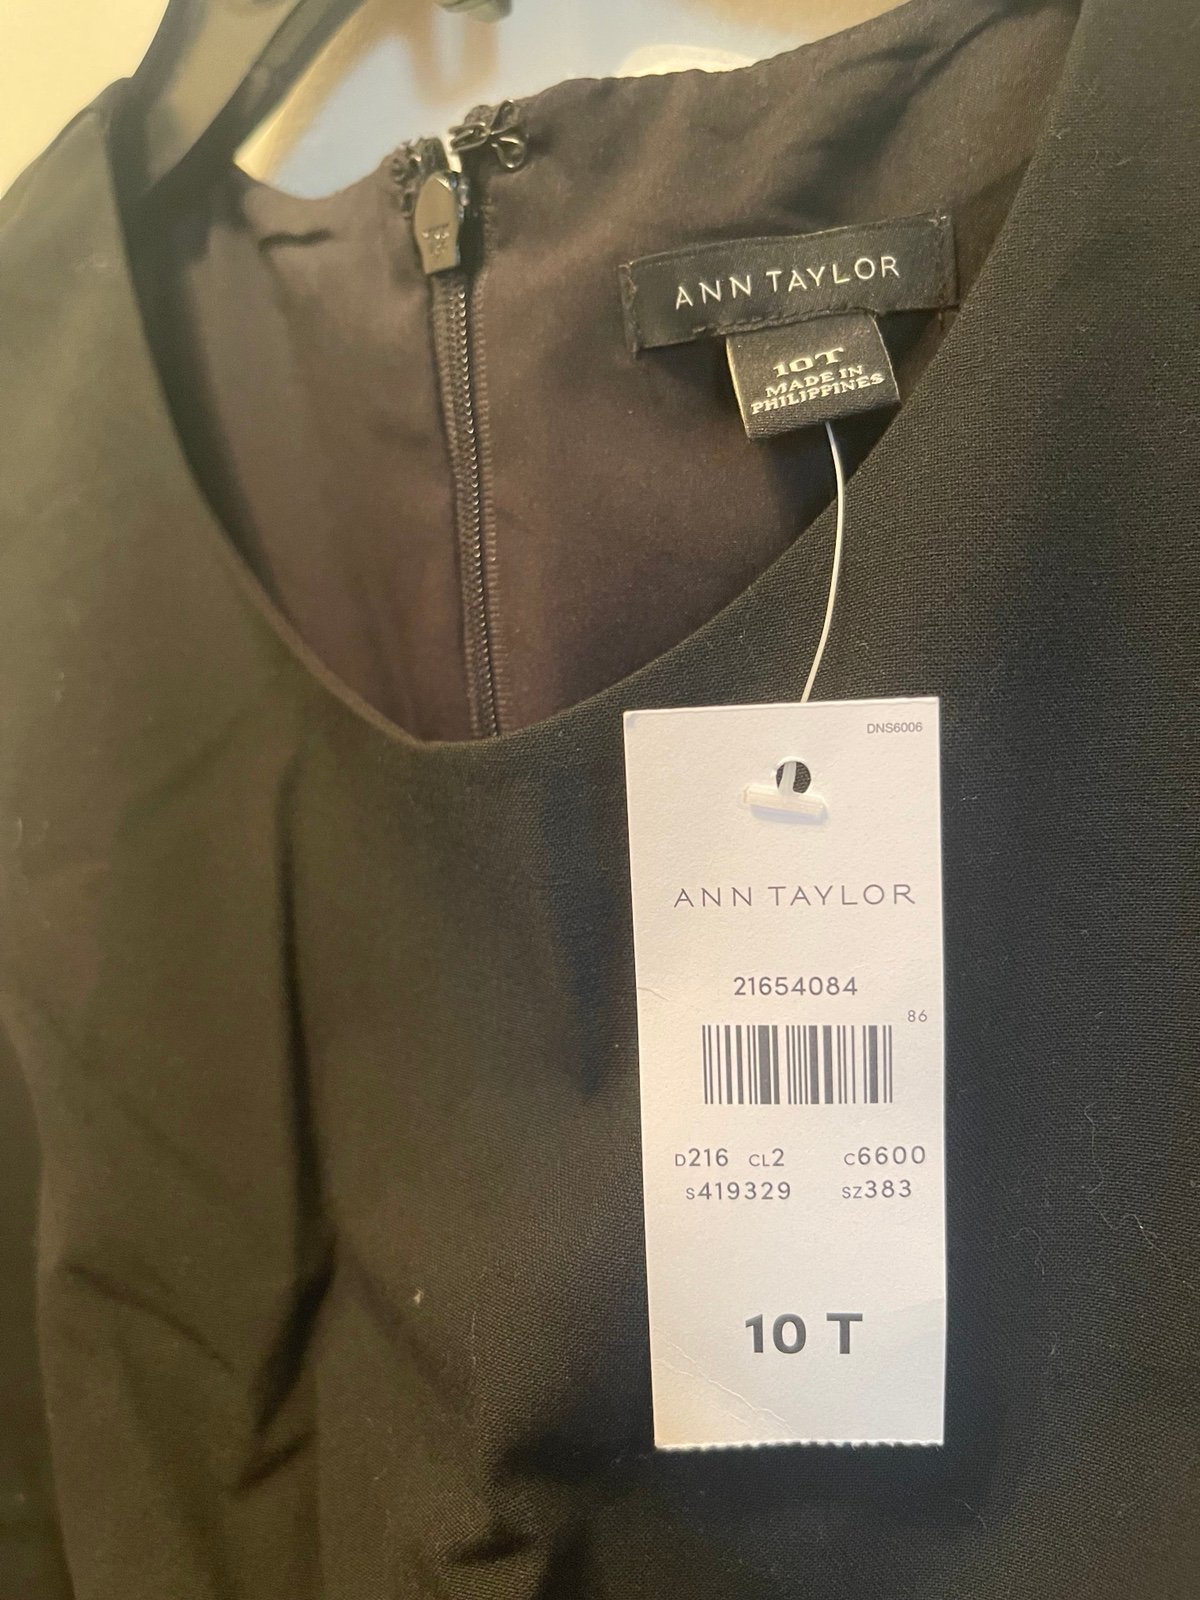 ANN TAYLOR
10T
MADE IN
PHILIPPINES
DNS6006
ANN TAYLOR
21654084
86
D216 CL2 C6600
S419329 SZ383
10 T